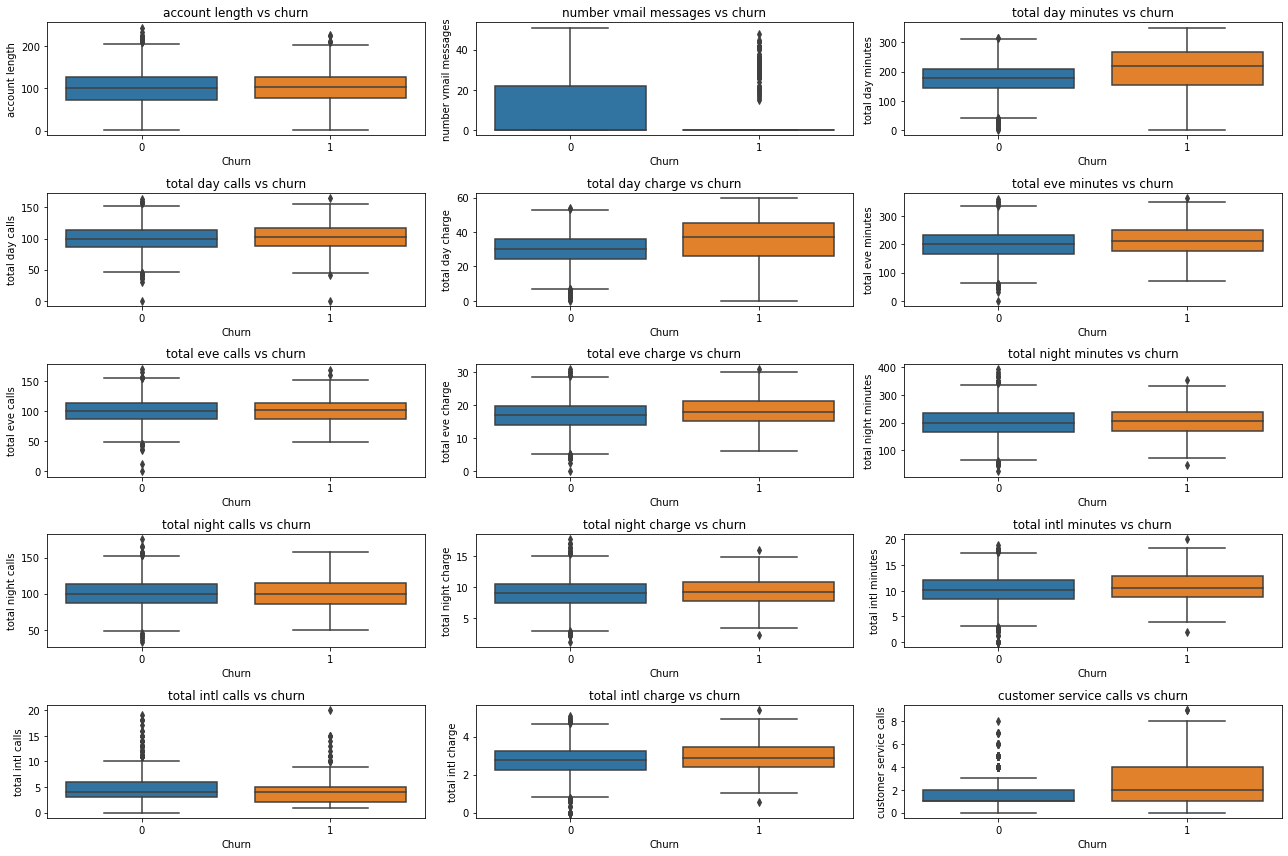 account length vs churn
account length
200
100
0
0
1
Churn
number vmail messages vs churn
number vmail messages
40
20
0
0
1
Churn
total day minutes vs churn
total day minutes
300
200
100
0
0
1
Churn
total day calls vs churn
total day calls
150
100
50
0
0
1
Churn
total day charge vs churn
total day charge
60
40
20
0
0
1
Churn
total eve minutes vs churn
total eve minutes
300
200
100
0
0
1
Churn
total eve calls vs churn
total eve calls
150
100
50
0
0
1
Churn
total eve charge vs churn
total eve charge
30
20
10
0
0
1
Churn
total night minutes vs churn
total night minutes
400
300
200
100
0
1
Churn
total night calls vs churn
total night calls
150
100
50
0
1
Churn
total night charge vs churn
total night charge
15
10
5
0
1
Churn
total intl minutes vs churn
total intl minutes
20
15
10
5
0
0
1
Churn
total intl calls vs churn
total intl calls
20
15
10
5
0
0
1
Churn
total intl charge vs churn
total intl charge
4
2
0
0
1
Churn
customer service calls vs churn
customer service calls
8
6
4
2
0
0
1
Churn